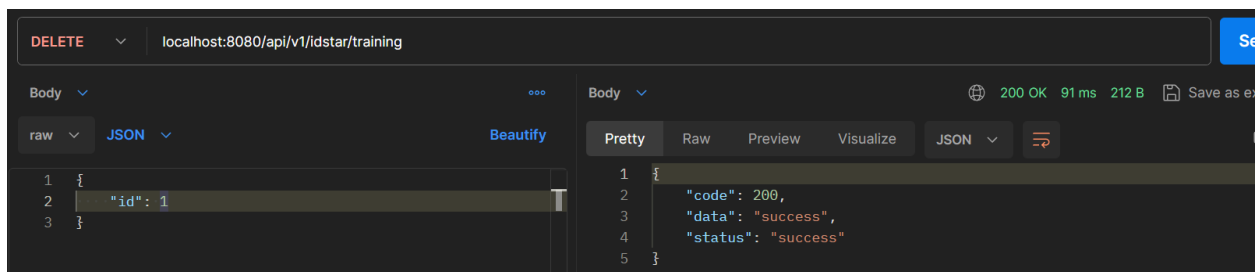 DELETE localhost:8080/api/v1/idstar/training
Body Body 200 OK 91 ms 212 B Save as
raw JSON Beautify Pretty Raw Preview Visualize JSON
1 {
2 "id": 1
3 }
1 {
2 "code": 200,
3 "data": "success",
4 "status": "success"
5 }